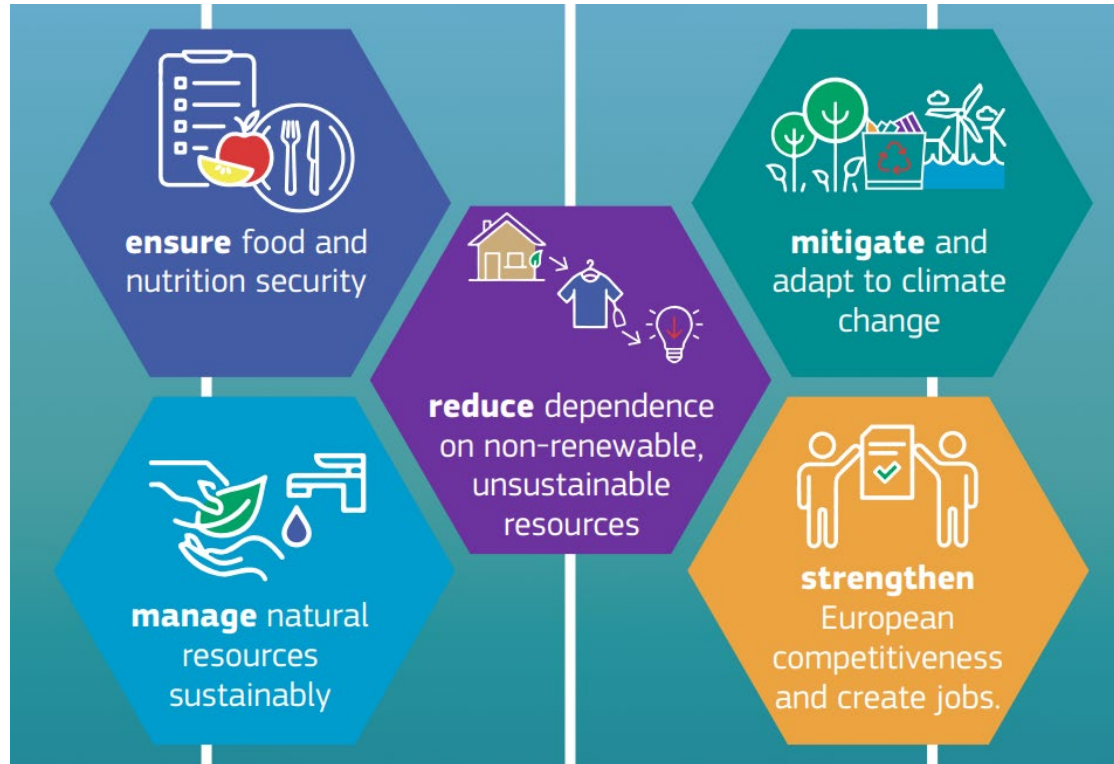 ensure food and
nutrition security
manage natural
resources
sustainably
reduce dependence
on non-renewable,
unsustainable
resources
mitigate and
adapt to climate
change
strengthen
European
competitiveness
and create jobs.